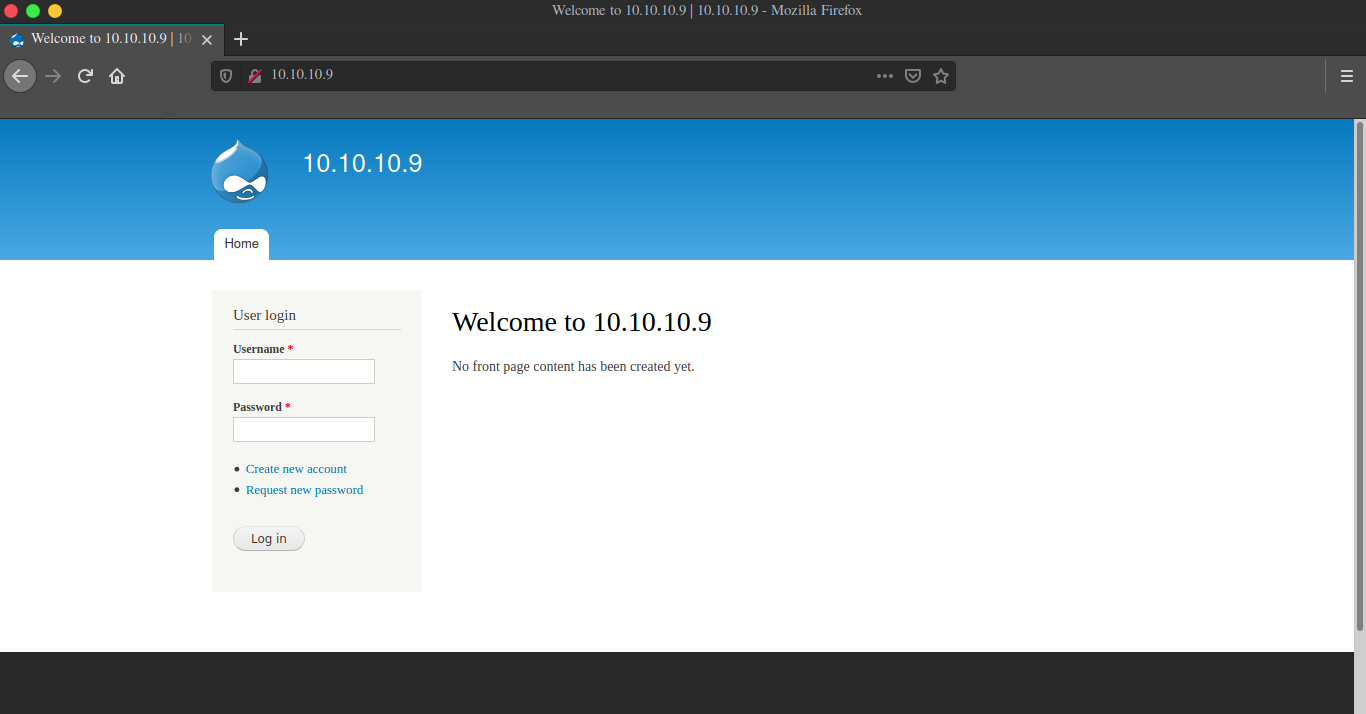 Welcome to 10.10.10.9 | 10.10.10.9 - Mozilla Firefox
Welcome to 10.10.10.9 | 10.
10.10.10.9
10.10.10.9
Home
User login
Username *
Password *
Create new account
Request new password
Log in
Welcome to 10.10.10.9
No front page content has been created yet.